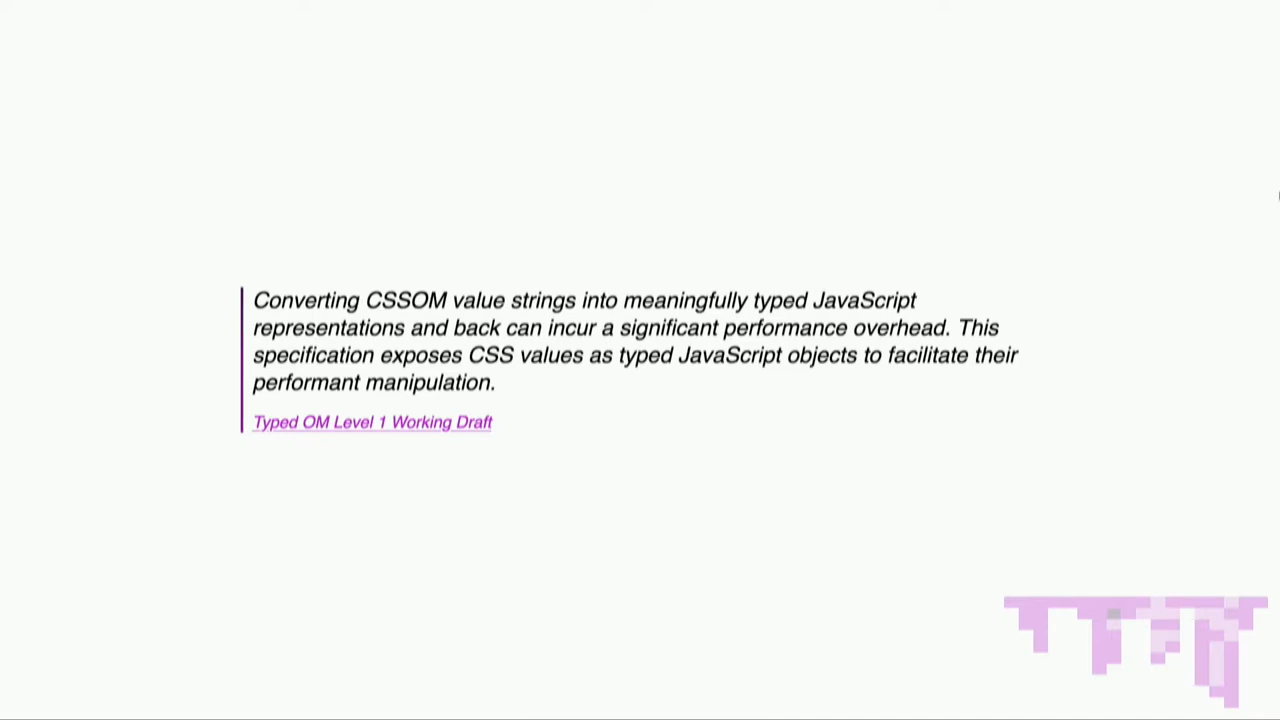 Converting CSSOM value strings into meaningfully typed JavaScript
representations and back can incur a significant performance overhead. This
specification exposes CSS values as typed JavaScript objects to facilitate their
performant manipulation.
Typed OM Level 1 Working Draft